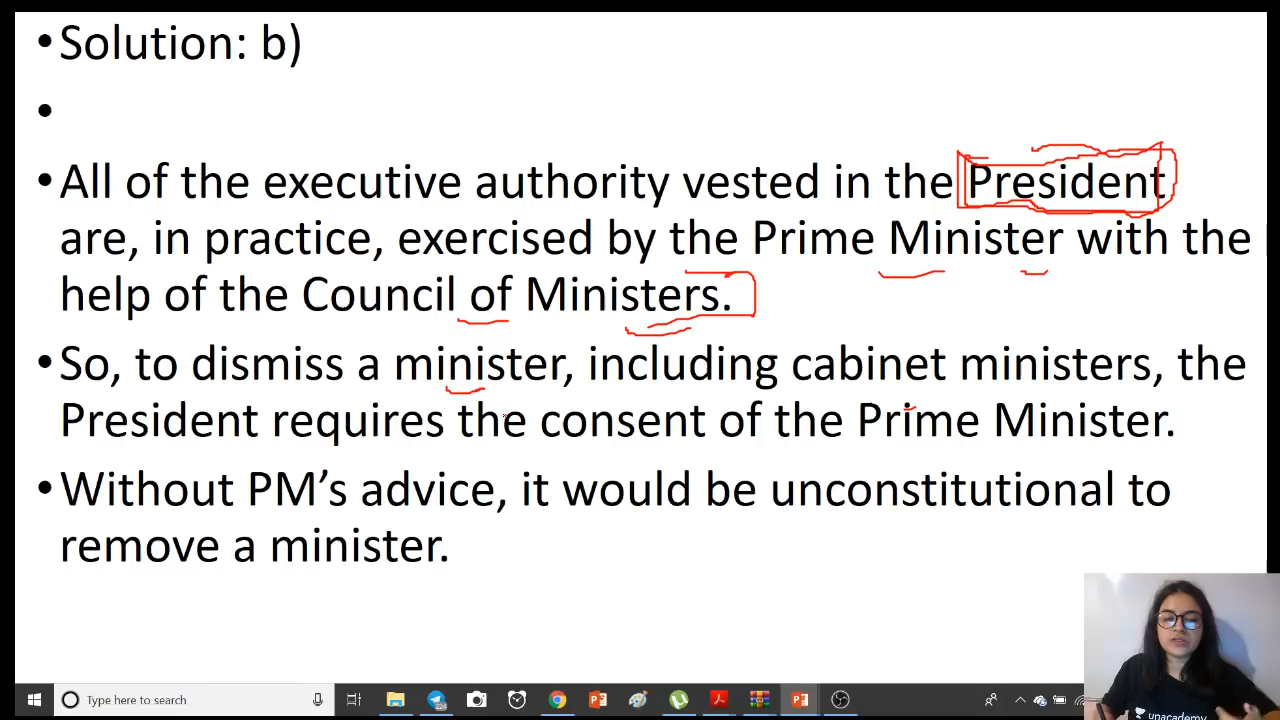 •Solution: b)
•
•All of the executive authority vested in the President
are, in practice, exercised by the Prime Minister with the
help of the Council of Ministers.
•So, to dismiss a minister, including cabinet ministers, the
President requires the consent of the Prime Minister.
•Without PM’s advice, it would be unconstitutional to
remove a minister.
unacademy
Type here to search